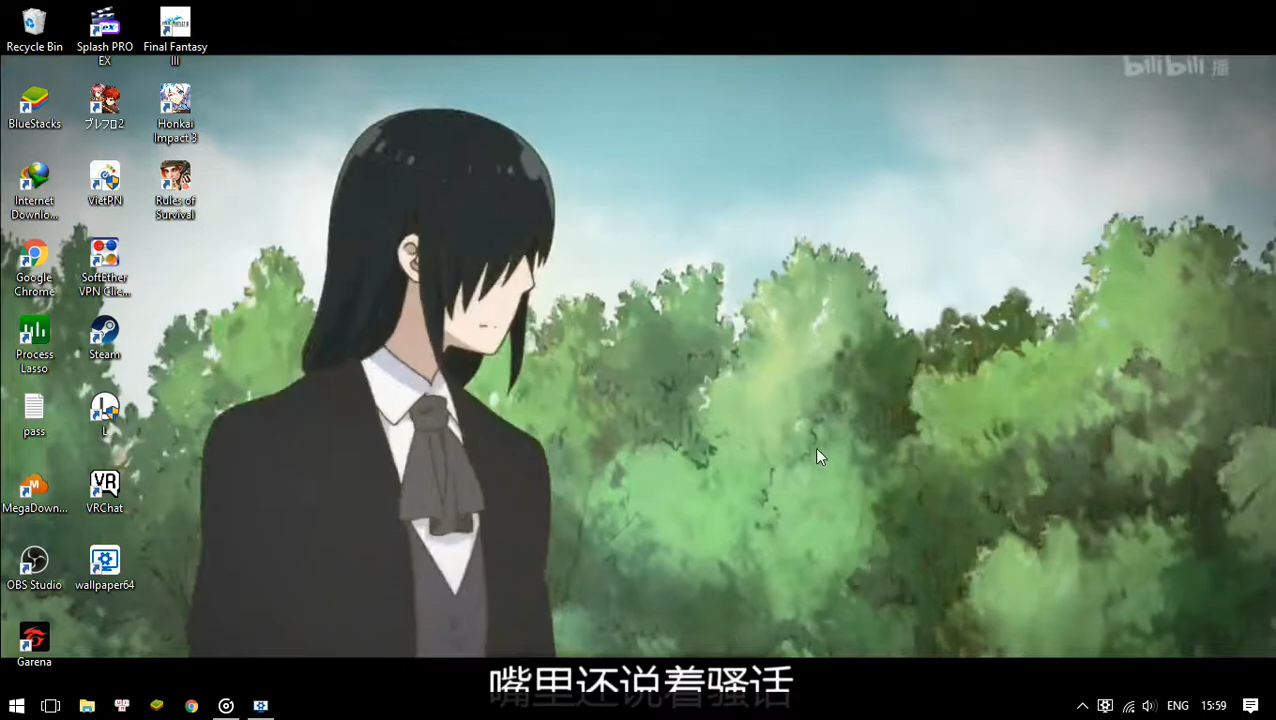 Recycle Bin
Splash PRO
EX
Final Fantasy
III
BlueStacks
ブレフロ2
Honkai
Impact 3
Internet
Downlo...
VietPN
Rules of
Survival
Google
Chrome
SoftEther
VPN Clie...
Process
Lasso
Steam
pass
L
MegaDown...
VRChat
OBS Studio
wallpaper64
Garena
bilibili 播
嘴里还说着骚话
ENG
15:59